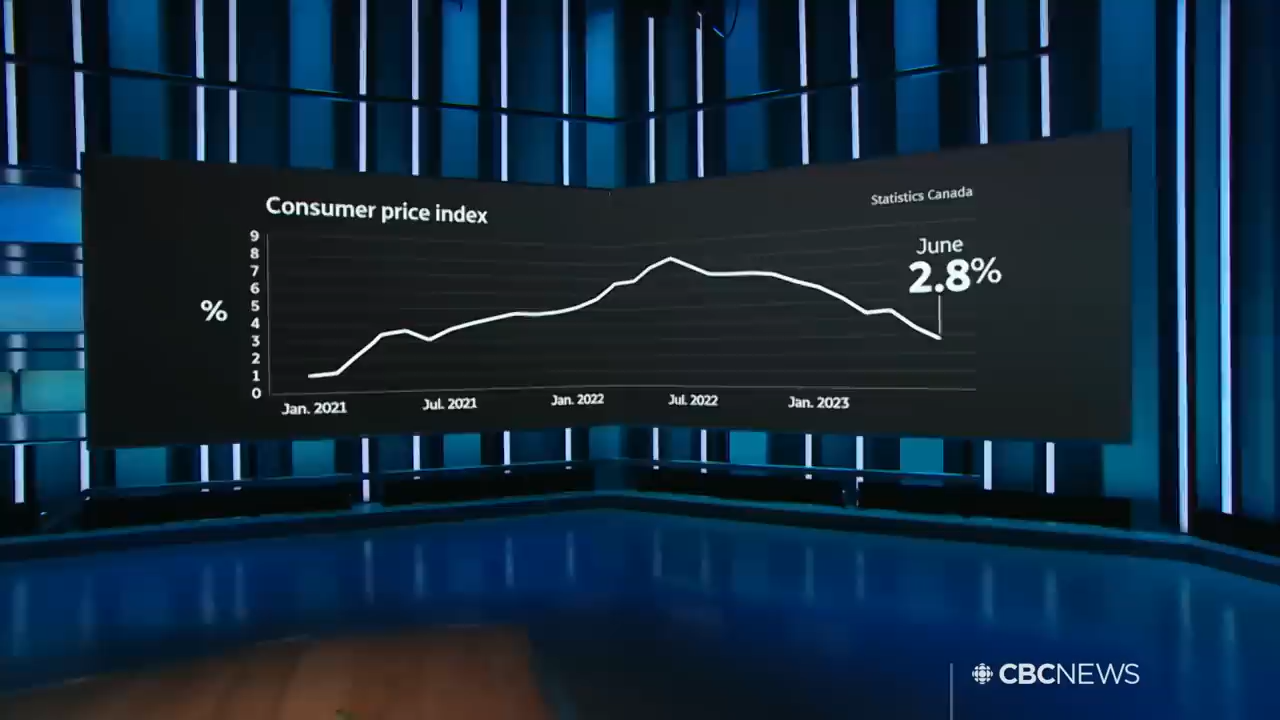 Consumer price index
Statistics Canada
June
2.8%
%
9
8
7
6
5
4
3
2
1
0
Jan. 2021
Jul. 2021
Jan. 2022
Jul. 2022
Jan. 2023
CBCNEWS